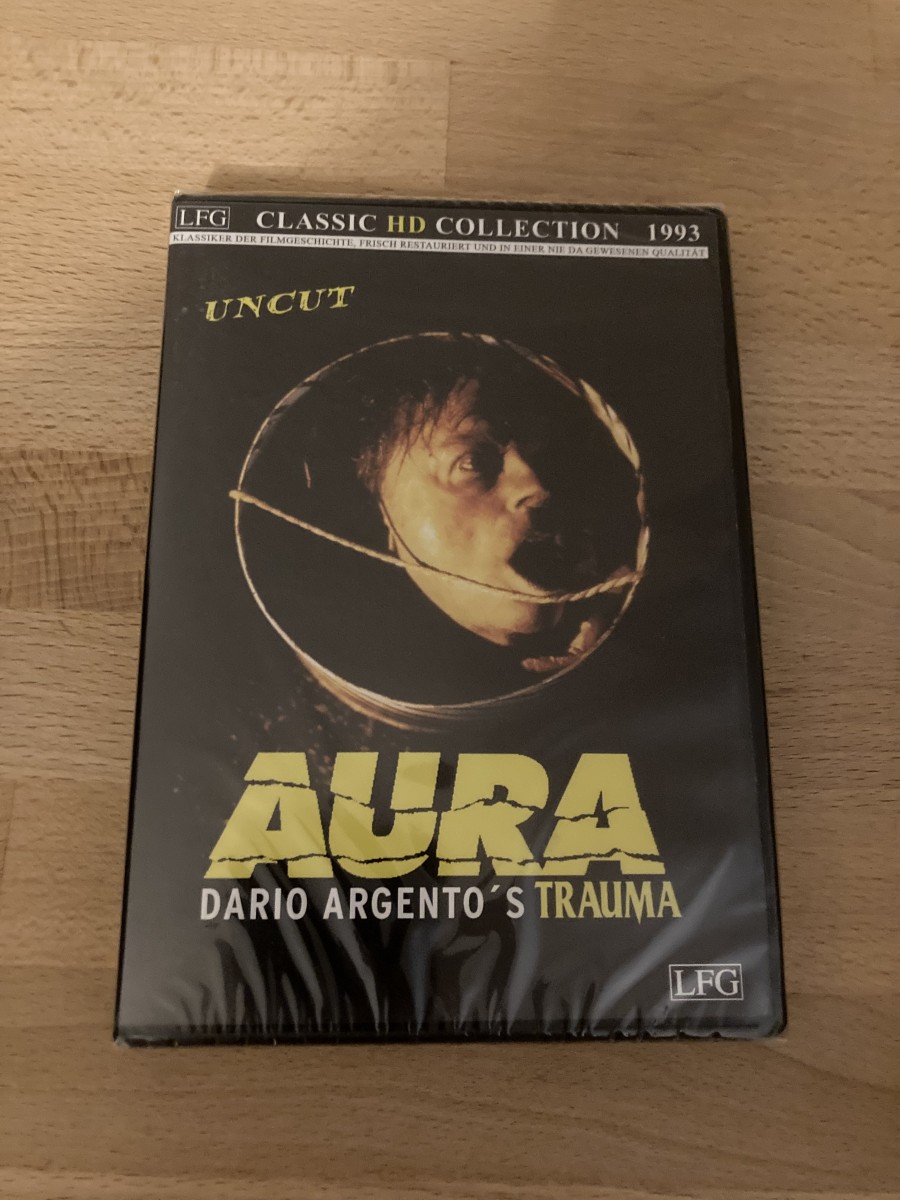 LFG CLASSIC HD COLLECTION 1993
KLASSIKER DER FILMGESCHICHTE, FRISCH RESTAURIERT UND IN EINER NIE DA GEWESENEN QUALITÄT
UNCUT
AURA
DARIO ARGENTO´S TRAUMA
LFG